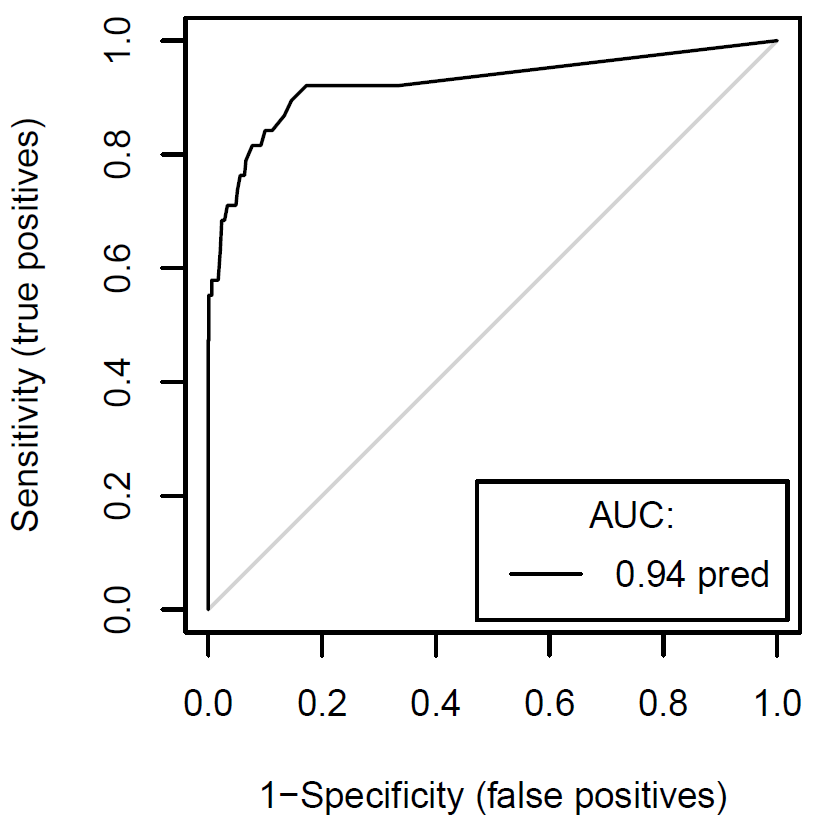 Sensitivity (true positives)
1.0
0.8
0.6
0.4
0.2
0.0
AUC:
0.94 pred
0.0 0.2 0.4 0.6 0.8 1.0
1−Specificity (false positives)